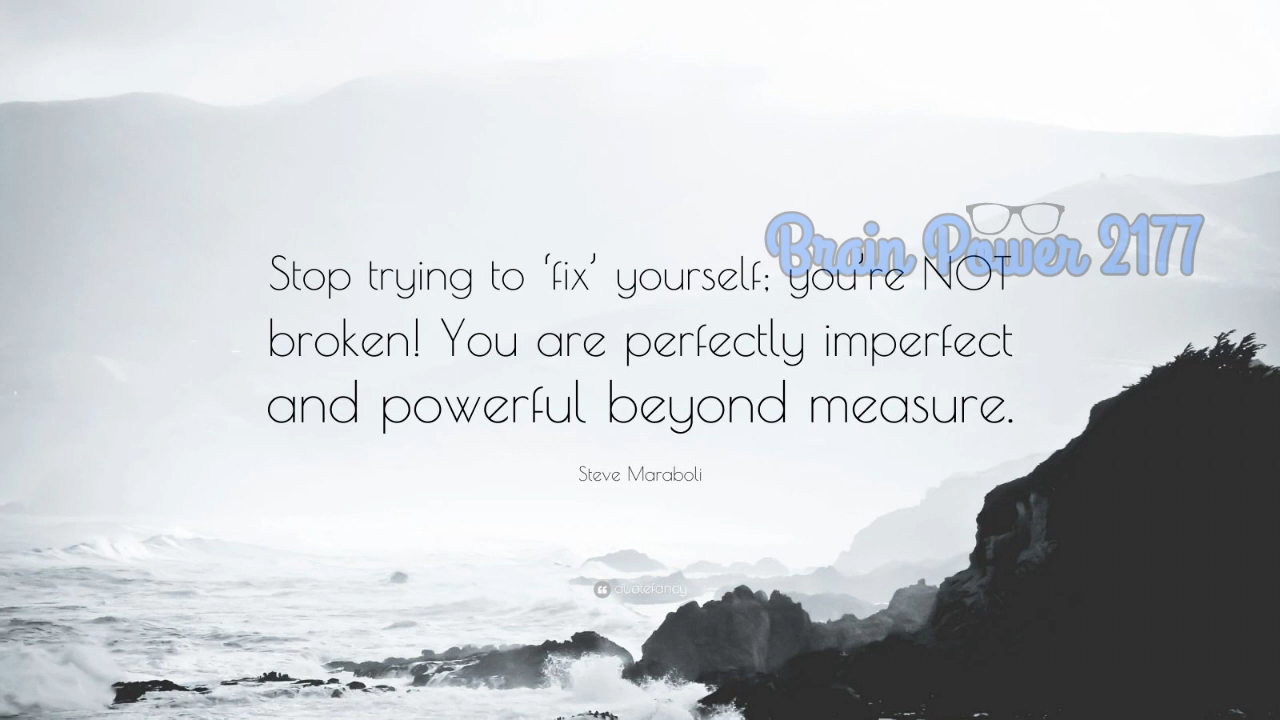 Brain Power 2177
Stop trying to ‘fix’ yourself; you’re NOT
broken! You are perfectly imperfect
and powerful beyond measure.
Steve Maraboli
quotefancy